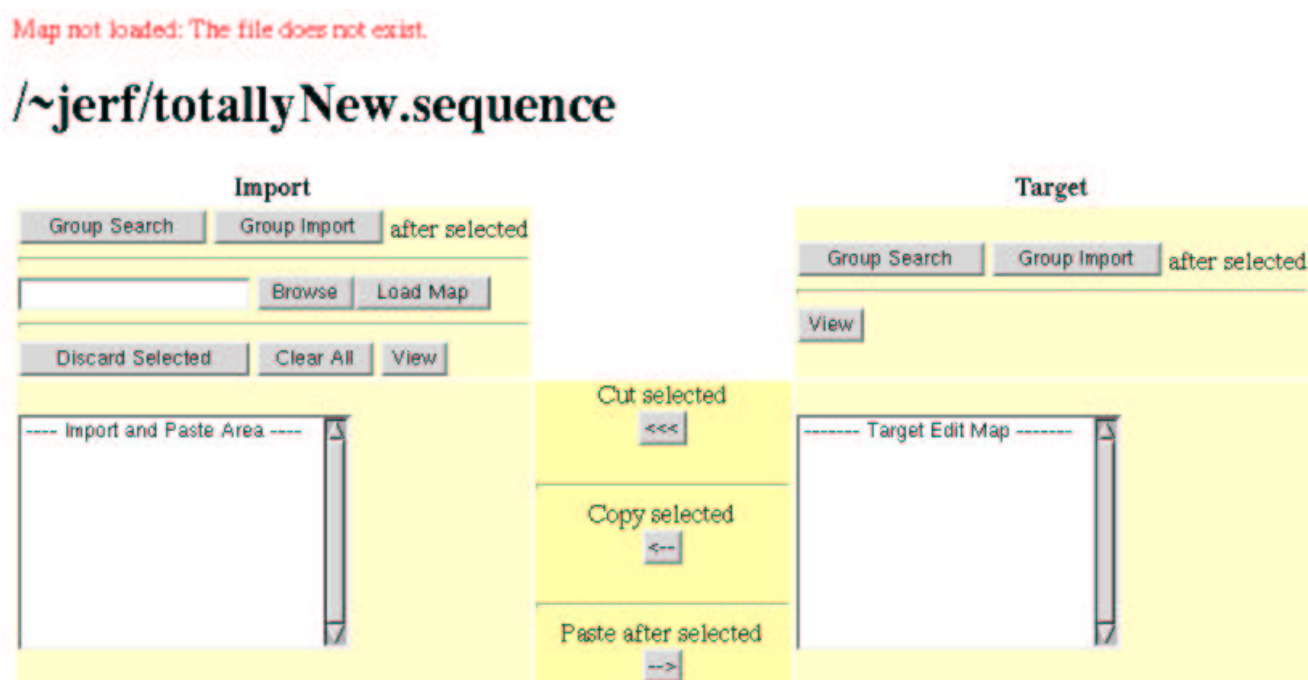 Map not loaded: The file does not exist.
/~jerf/totallyNew.sequence
Import
Target
Group Search Group Import after selected
Group Search Group Import after selected
Browse Load Map
View
Discard Selected Clear All View
Cut selected
<<<
---- Import and Paste Area ----
------- Target Edit Map -------
Copy selected
<--
Paste after selected
-->